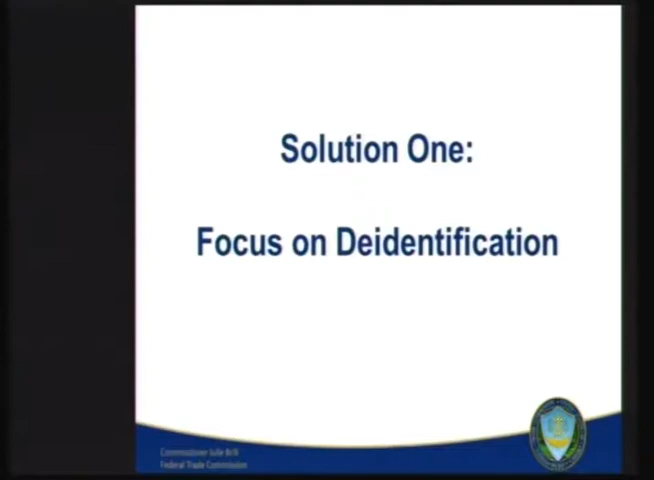 Solution One:
Focus on Deidentification
Commissioner Julie Brill
Federal Trade Commission